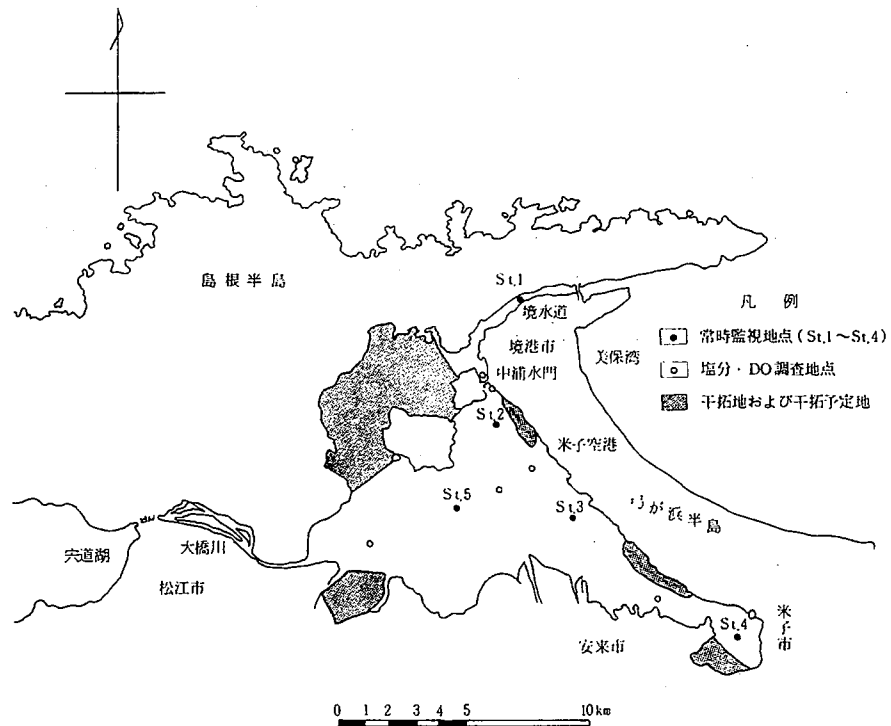 St.1
島根半島
境水道
凡例
境港市
美保湾
常時監視地点(St.1〜St.4)
中浦水門
塩分・DO調査地点
干拓地および干拓予定地
St.2
米子空港
St.5
St.3
が浜半島
宍道湖
大橋川
松江市
St.4
米子市
安来市
0 1 2 3 4 5 10km